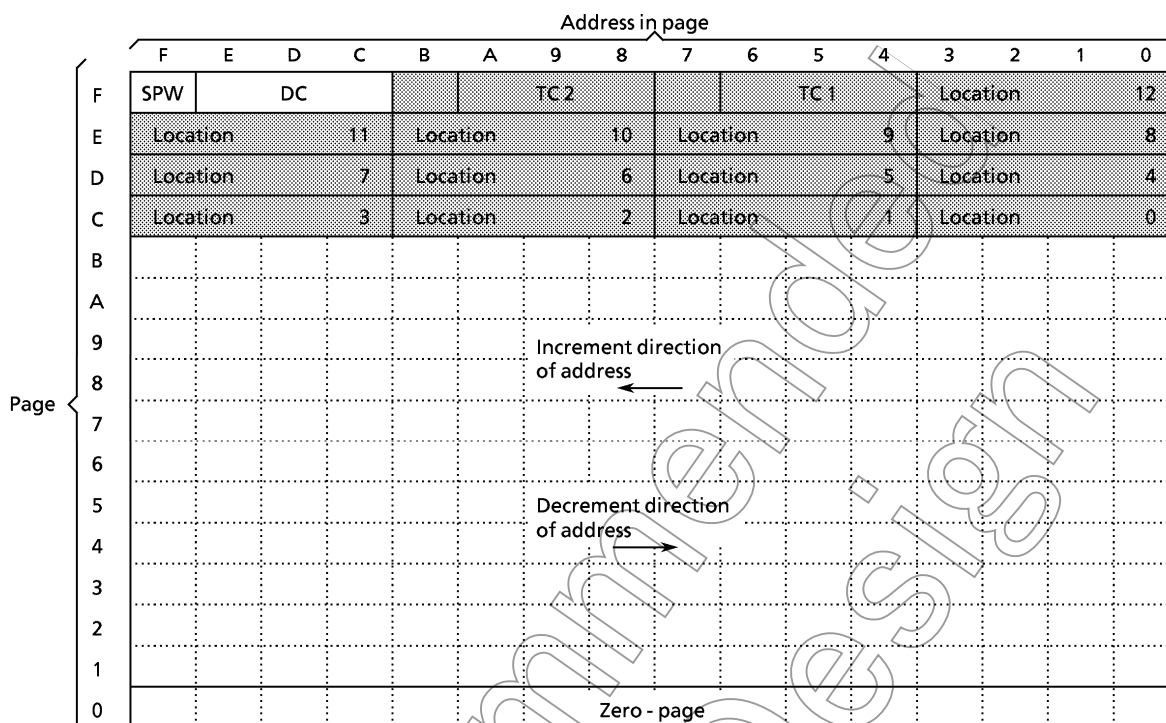 Address in page
F E D C B A 9 8 7 6 5 4 3 2 1 0
F SPW DC TC 2 TC 1 Location 12
E Location 11 Location 10 Location 9 Location 8
D Location 7 Location 6 Location 5 Location 4
C Location 3 Location 2 Location 1 Location 0
B
A
9
Increment direction
of address
8
Page
7
6
5
Decrement direction
of address
4
3
2
1
0 Zero - page